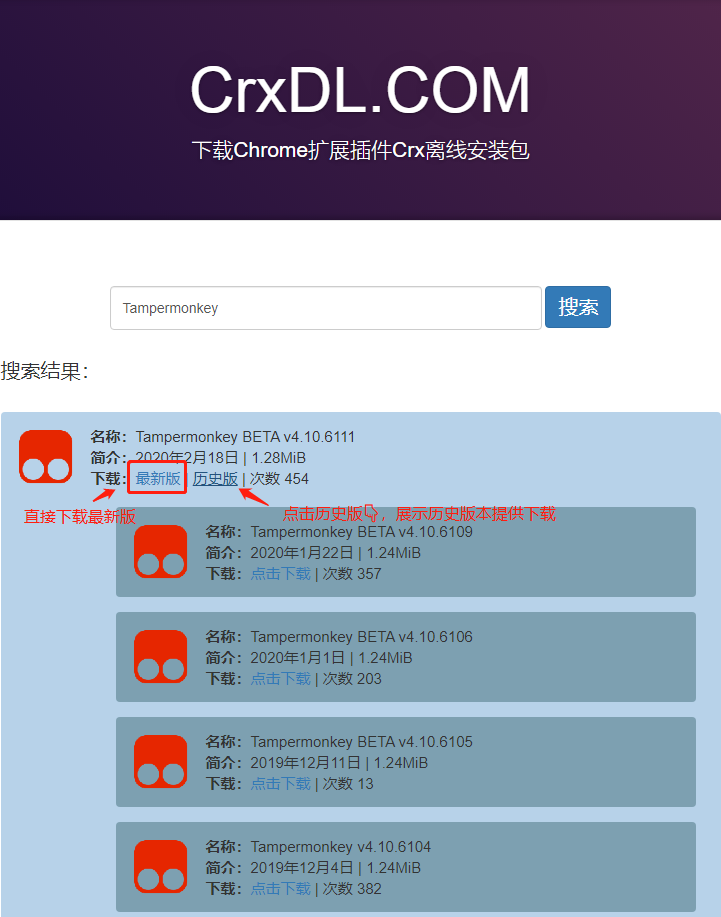 CrxDL.COM
下载Chrome扩展插件Crx离线安装包
Tampermonkey
搜索
搜索结果：
名称：Tampermonkey BETA v4.10.6111
简介：2020年2月18日 | 1.28MiB
下载：最新版 历史版 | 次数 454
直接下载最新版
点击历史版，展示历史版本提供下载
名称：Tampermonkey BETA v4.10.6109
简介：2020年1月22日 | 1.24MiB
下载：点击下载 | 次数 357
名称：Tampermonkey BETA v4.10.6106
简介：2020年1月1日 | 1.24MiB
下载：点击下载 | 次数 203
名称：Tampermonkey BETA v4.10.6105
简介：2019年12月11日 | 1.24MiB
下载：点击下载 | 次数 13
名称：Tampermonkey v4.10.6104
简介：2019年12月4日 | 1.24MiB
下载：点击下载 | 次数 382